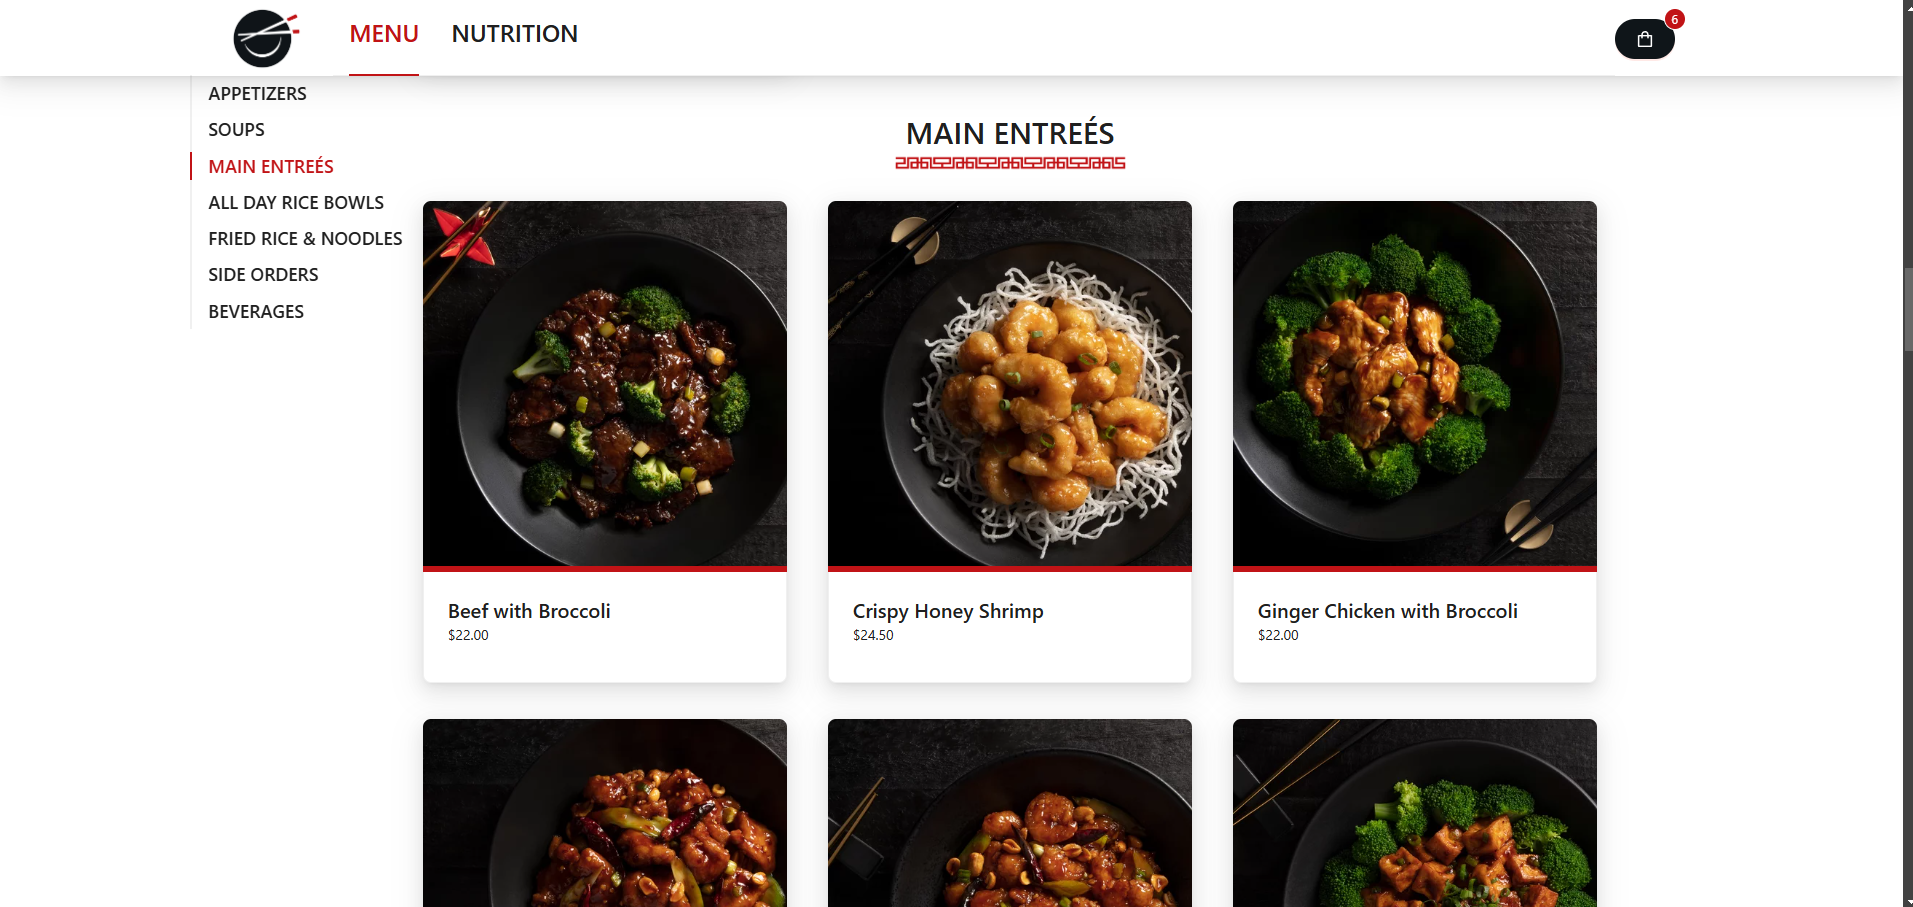 MENU NUTRITION
6
APPETIZERS
SOUPS
MAIN ENTREÉS
ALL DAY RICE BOWLS
FRIED RICE & NOODLES
SIDE ORDERS
BEVERAGES
MAIN ENTREÉS
Beef with Broccoli
$22.00
Crispy Honey Shrimp
$24.50
Ginger Chicken with Broccoli
$22.00